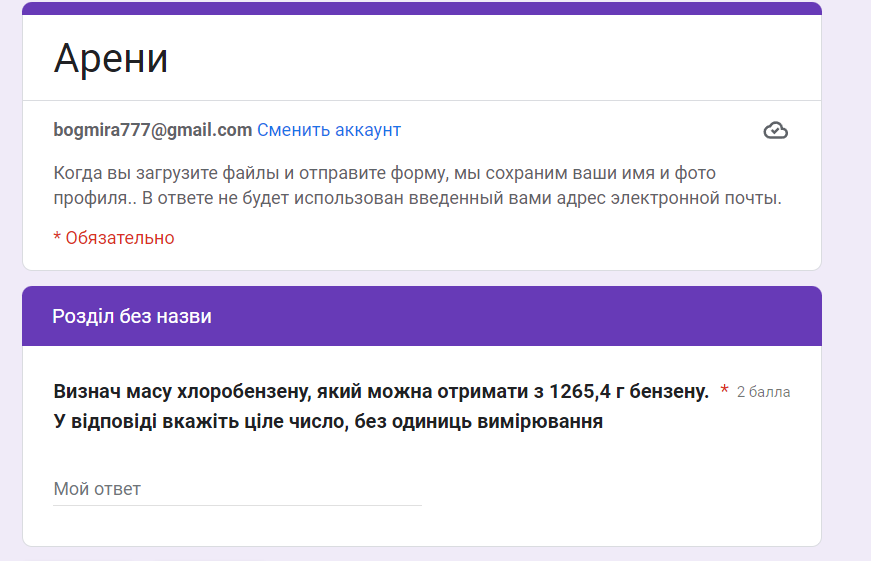 Арени
bogmira777@gmail.com Сменить аккаунт
Когда вы загрузите файлы и отправите форму, мы сохраним ваши имя и фото
профиля.. В ответе не будет использован введенный вами адрес электронной почты.
* Обязательно
Розділ без назви
Визнач масу хлоробензену, який можна отримати з 1265,4 г бензену. * 2 балла
У відповіді вкажіть ціле число, без одиниць вимірювання
Мой ответ